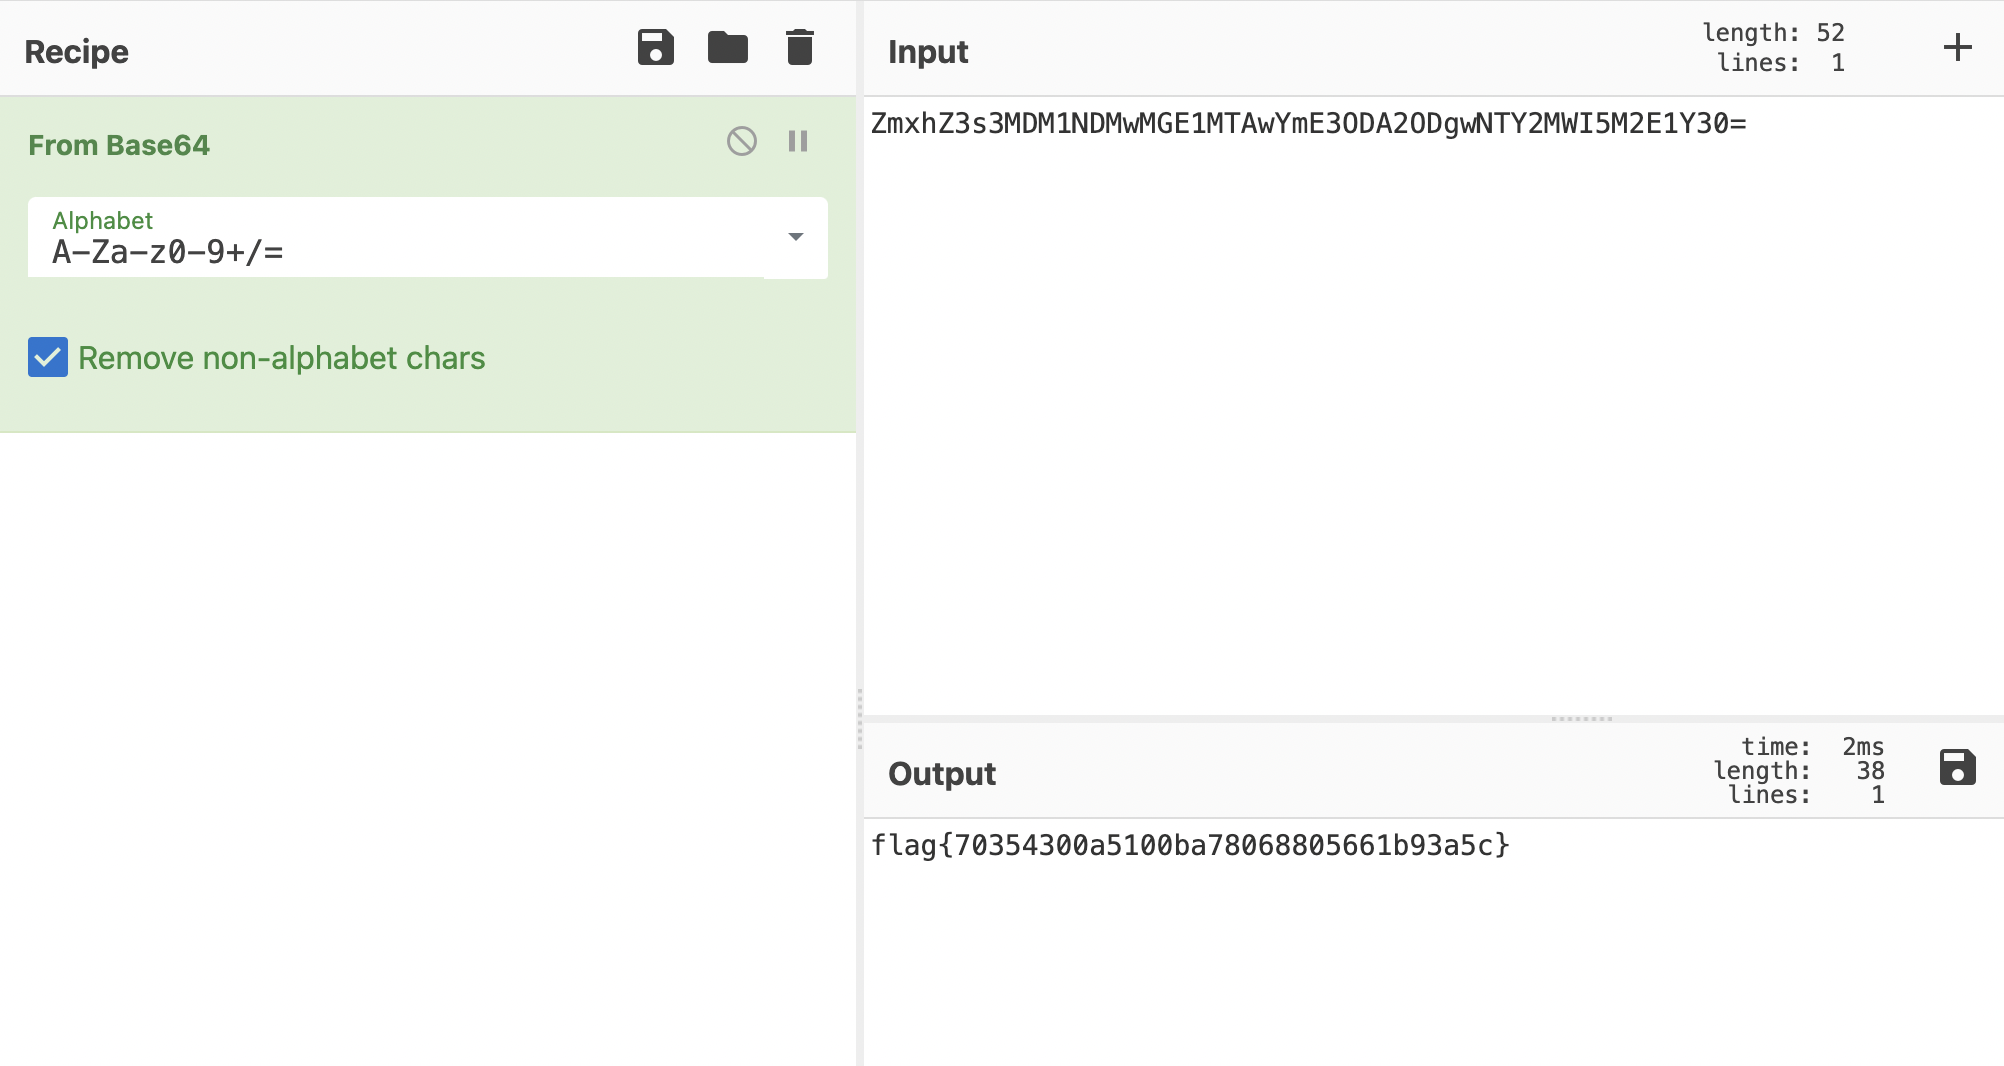 Recipe
From Base64
Alphabet
A-Za-z0-9+/=
Remove non-alphabet chars
Input
length: 52
lines: 1
ZmxhZ3s3MDM1NDMwMGE1MTAwYmE3ODA2ODgwNTY2MWI5M2E1Y30=
Output
time: 2ms
length: 38
lines: 1
flag{70354300a5100ba78068805661b93a5c}